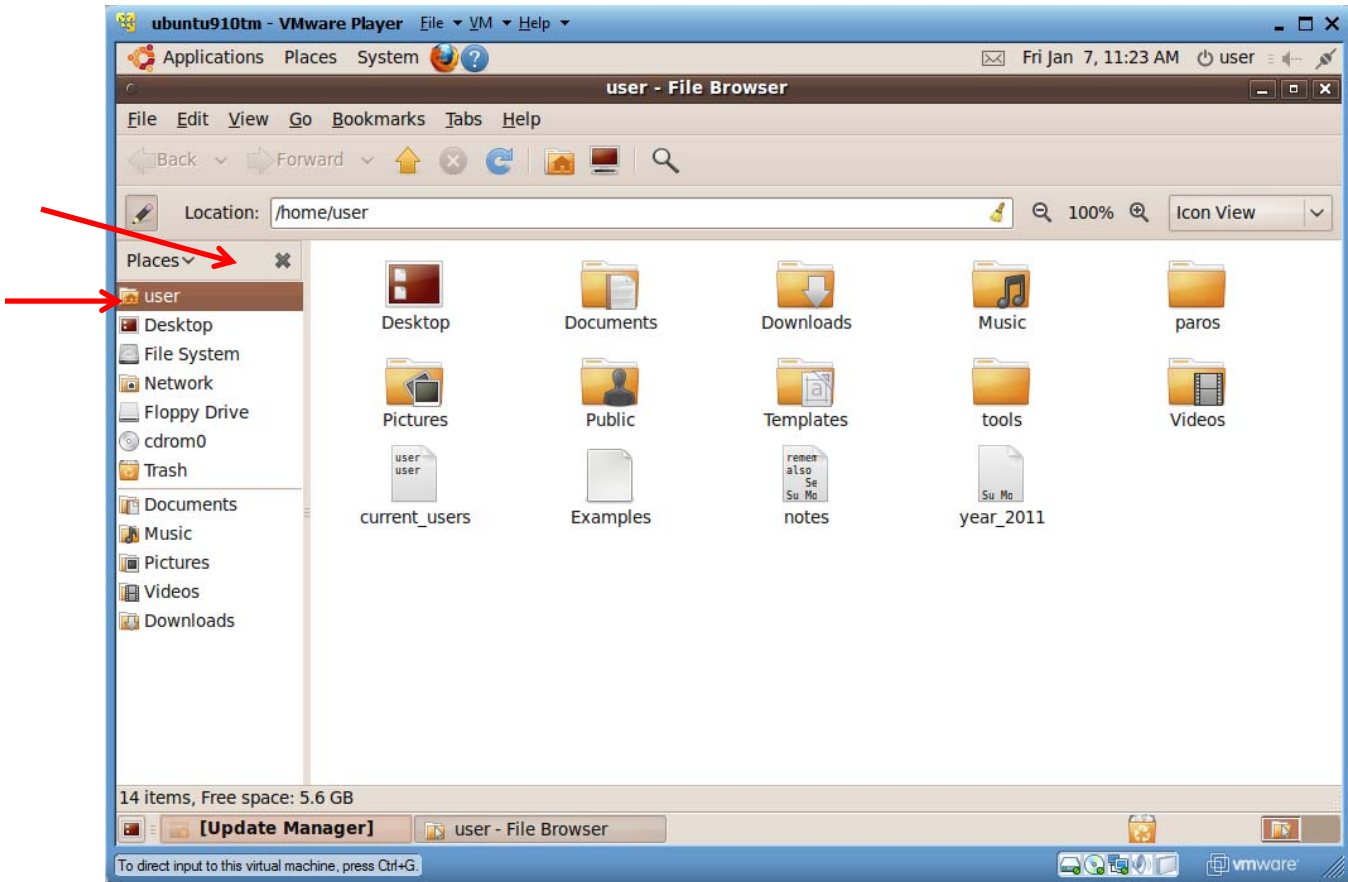 ubuntu910tm - VMware Player File VM Help
Applications Places System ? Fri Jan 7, 11:23 AM user
user - File Browser
File Edit View Go Bookmarks Tabs Help
Back Forward
Location: /home/user 100% Icon View
Places
user
Desktop
File System
Network
Floppy Drive
cdrom0
Trash
Documents
Music
Pictures
Videos
Downloads
Desktop Documents Downloads Music paros
a
Pictures Public Templates tools Videos
user
user
current_users
Examples
also
Se
Su Mo
notes
Su Mo
year_2011
14 items, Free space: 5.6 GB
[Update Manager] user - File Browser
To direct input to this virtual machine, press Ctrl+G. vmware